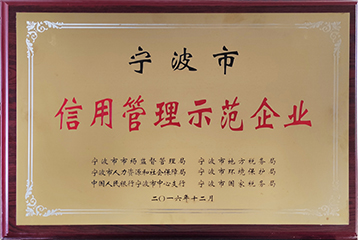 宁波市
信用管理示范企业
宁波市市场监督管理局 宁波市地方税务局
宁波市人力资源和社会保障局 宁波市环境保护局
中国人民银行宁波市中心支行 宁波市国家税务局
二〇一六年十二月